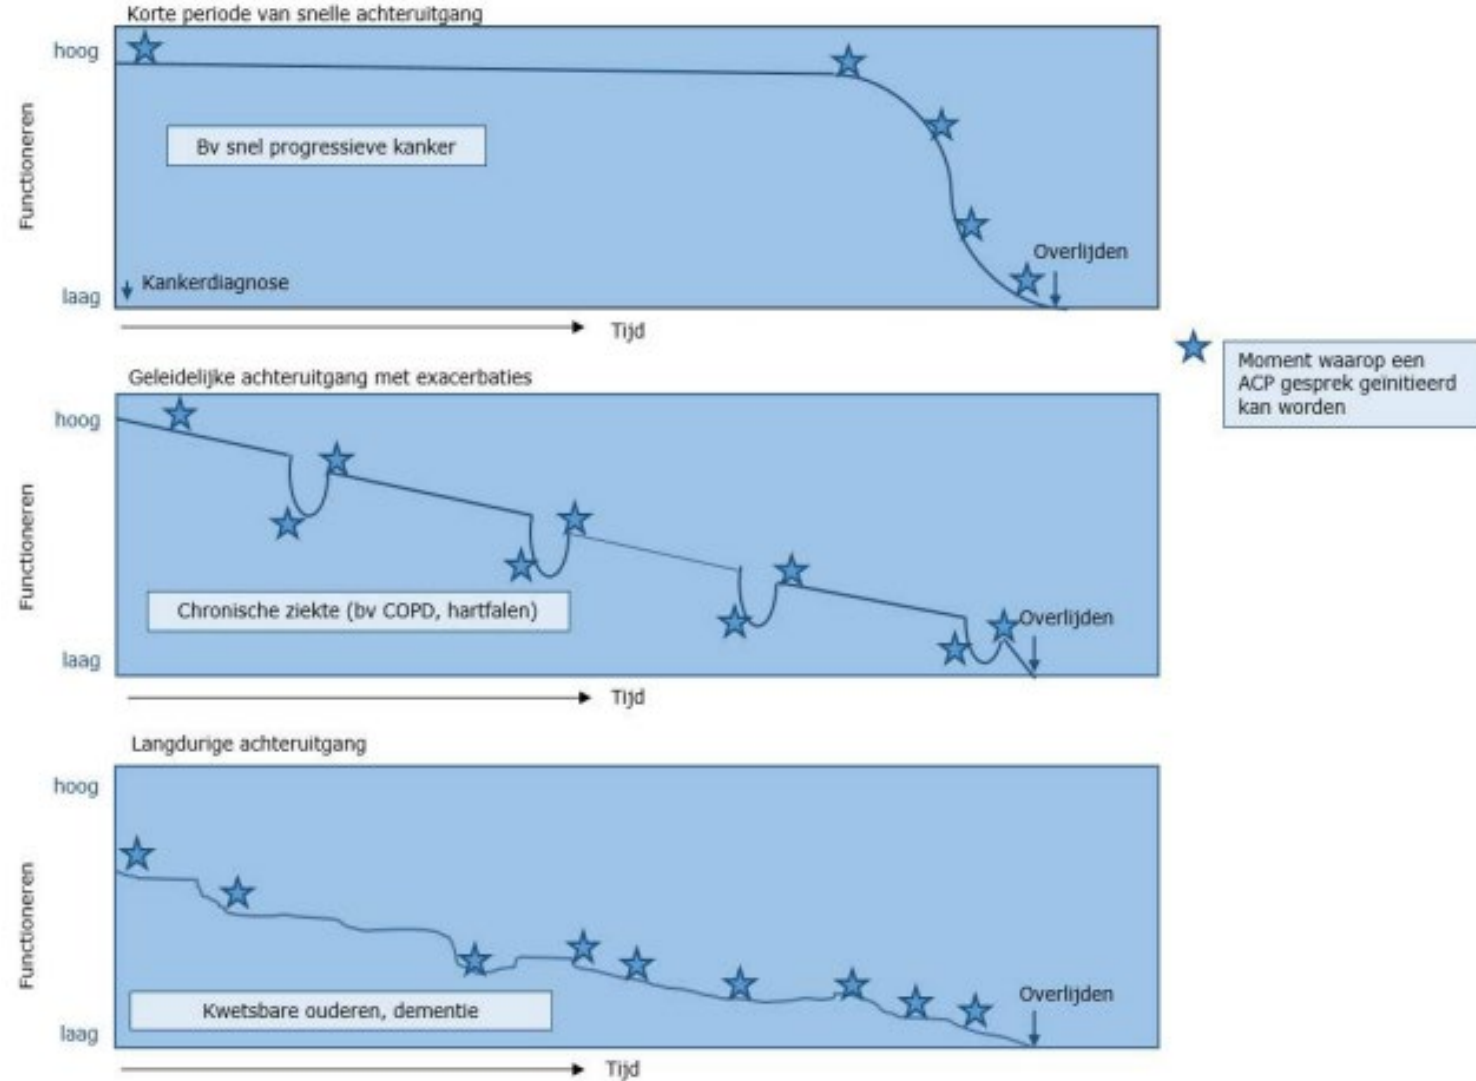 Korte periode van snelle achteruitgang
hoog
Functioneren
Bv snel progressieve kanker
Overlijden
Kankerdiagnose
laag
Tijd
Moment waarop een
ACP gesprek geïnitieerd
kan worden
Geleidelijke achteruitgang met exacerbaties
hoog
Functioneren
Chronische ziekte (bv COPD, hartfalen)
Overlijden
laag
Tijd
Langdurige achteruitgang
hoog
Functioneren
Overlijden
Kwetsbare ouderen, dementie
laag
Tijd